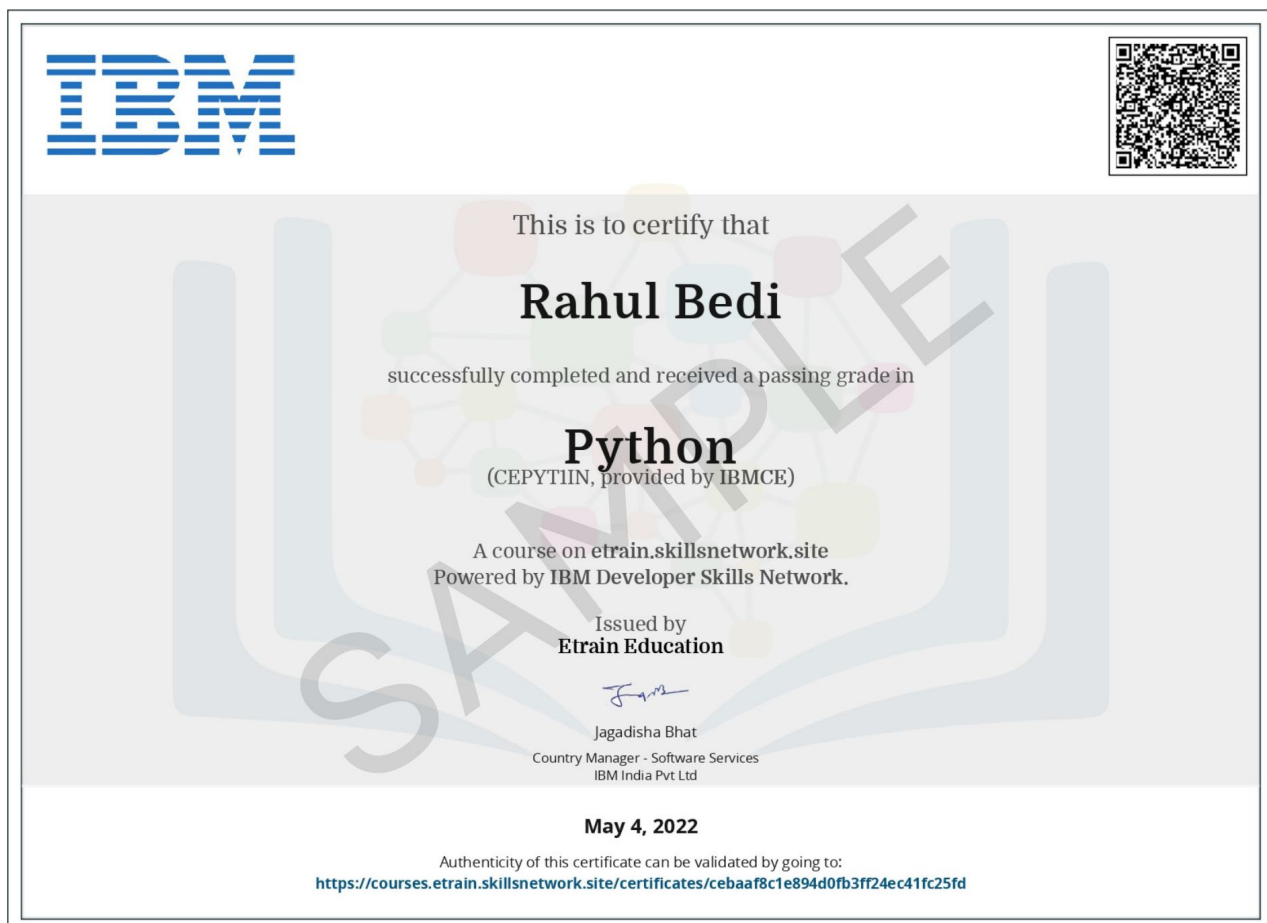 IBM
This is to certify that
Rahul Bedi
successfully completed and received a passing grade in
Python
(CEPYT1IN, provided by IBMCE)
A course on etrain.skillsnetwork.site
Powered by IBM Developer Skills Network.
Issued by
Etrain Education
Jagadisha Bhat
Country Manager - Software Services
IBM India Pvt Ltd
May 4, 2022
Authenticity of this certificate can be validated by going to:
https://courses.etrain.skillsnetwork.site/certificates/cebaaf8c1e894d0fb3ff24ec41fc25fd
SAMPLE